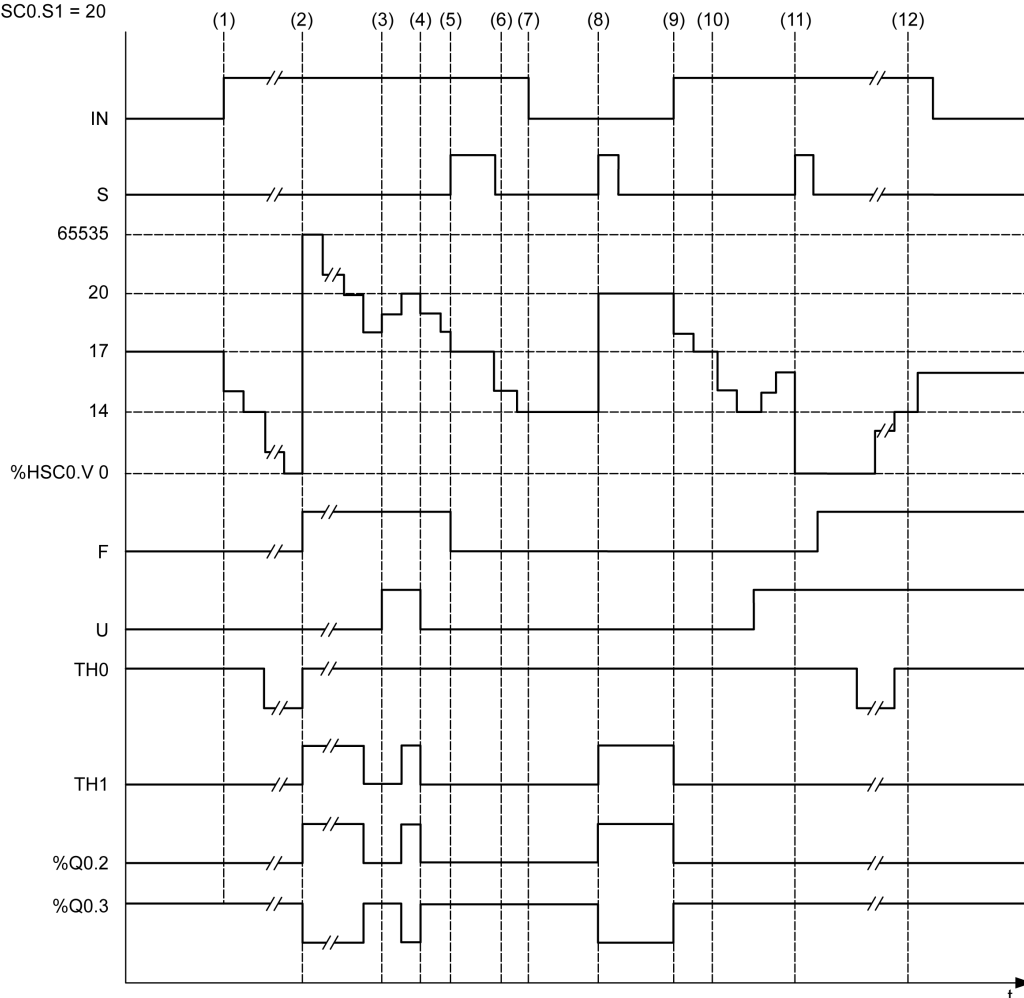 SC0.S1 = 20
(1) (2) (3) (4) (5) (6) (7) (8) (9) (10) (11) (12)
IN
S
65535
20
17
14
%HSC0.V 0
F
U
TH0
TH1
%Q0.2
%Q0.3
t